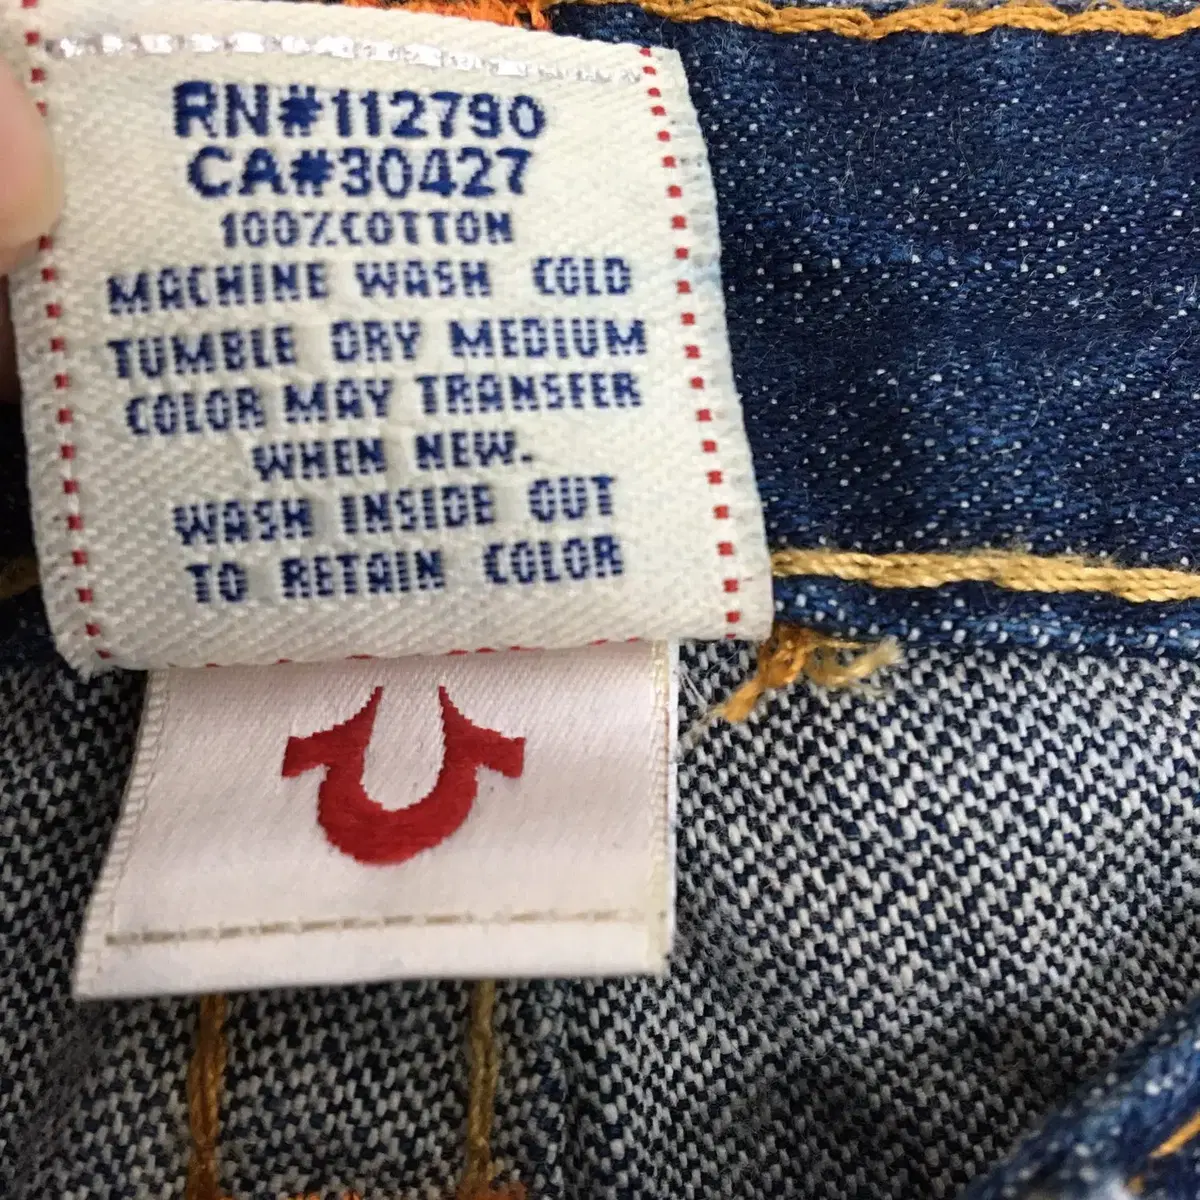 RN#112790
CA#30427
100%COTTON
MACHINE WASH COLD
TUMBLE DRY MEDIUM
COLOR MAY TRANSFER
WHEN NEW.
WASH INSIDE OUT
TO RETAIN COLOR